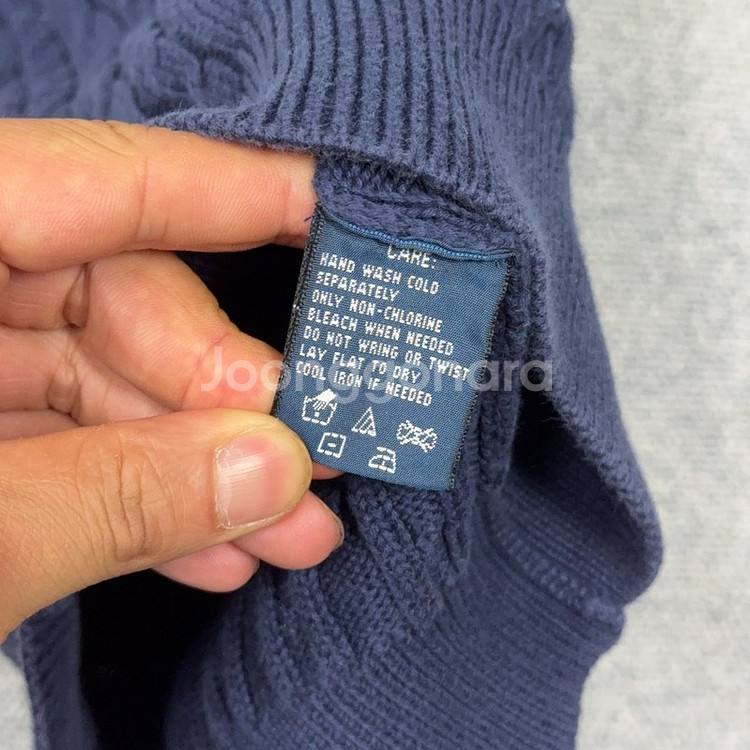 CARE:
HAND WASH COLD
SEPARATELY
ONLY NON-CHLORINE
BLEACH WHEN NEEDED
DO NOT WRING OR TWIST
LAY FLAT TO DRY
COOL IRON IF NEEDED
Joonggonara